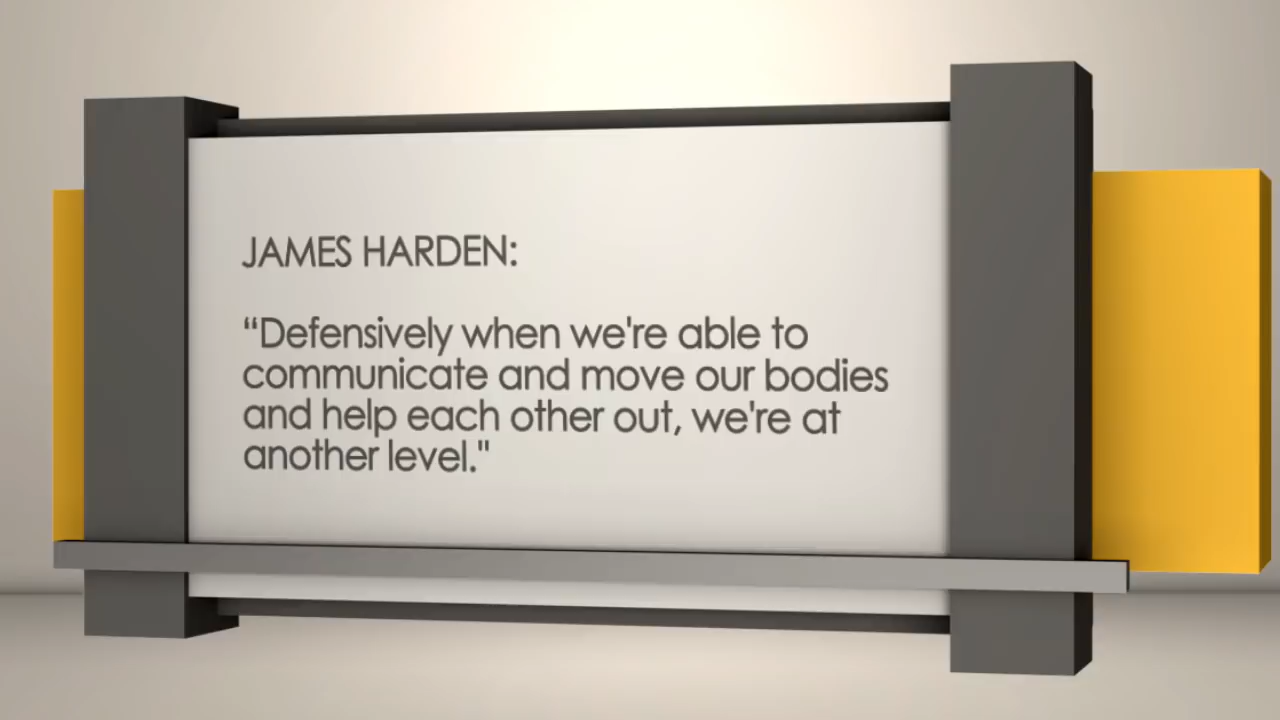 JAMES HARDEN:
“Defensively when we're able to
communicate and move our bodies
and help each other out, we're at
another level."